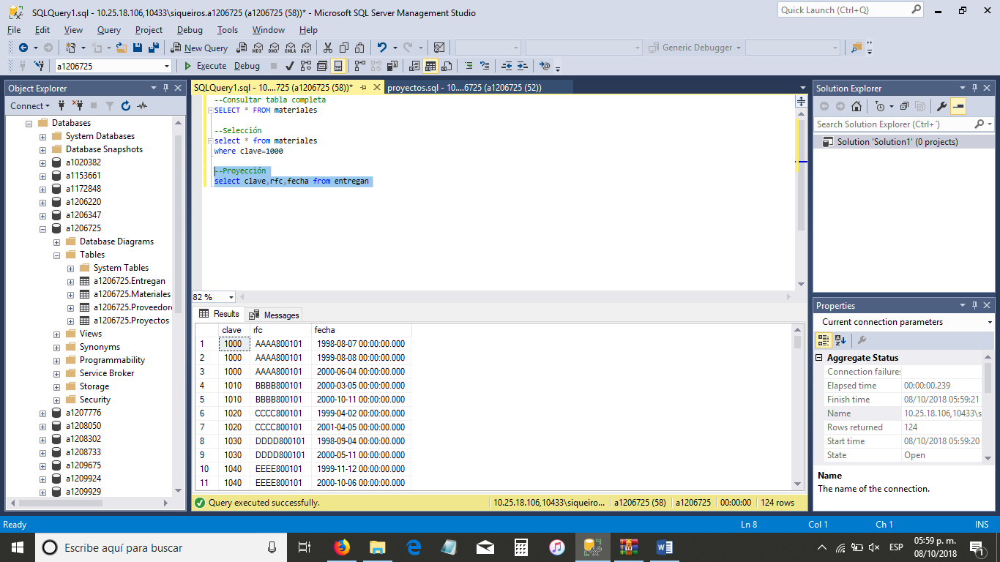 SQLQuery1.sql - 10.25.18.106,10433\siqueiros.a1206725 (a1206725 (58))* - Microsoft SQL Server Management Studio
Quick Launch (Ctrl+Q)
File Edit View Query Project Debug Tools Window Help
New Query
MDX DMX XMLA DAX
Generic Debugger
a1206725
Execute Debug
Object Explorer
Connect
Databases
System Databases
Database Snapshots
a1020382
a1153661
a1172848
a1206220
a1206347
a1206725
Database Diagrams
Tables
System Tables
a1206725.Entregan
a1206725.Materiales
a1206725.Proveedore
a1206725.Proyectos
Views
Synonyms
Programmability
Service Broker
Storage
Security
a1207776
a1208050
a1208302
a1208733
a1209675
a1209924
a1209929
SQLQuery1.sql - 10....725 (a1206725 (58))*
proyectos.sql - 10....6725 (a1206725 (52))
--Consultar tabla completa
SELECT * FROM materiales
--Selección
select * from materiales
where clave=1000
--Proyección
select clave,rfc,fecha from entregan
82 %
Results Messages
clave rfc fecha
1 1000 AAAA800101 1998-08-07 00:00:00.000
2 1000 AAAA800101 1999-08-08 00:00:00.000
3 1000 AAAA800101 2000-06-04 00:00:00.000
4 1010 BBBB800101 2000-03-05 00:00:00.000
5 1010 BBBB800101 2000-10-11 00:00:00.000
6 1020 CCCC800101 1999-04-02 00:00:00.000
7 1020 CCCC800101 2001-04-05 00:00:00.000
8 1030 DDDD800101 1998-09-04 00:00:00.000
9 1030 DDDD800101 2000-05-11 00:00:00.000
10 1040 EEEE800101 1999-11-12 00:00:00.000
11 1040 EEEE800101 2000-10-06 00:00:00.000
Query executed successfully.
10.25.18.106,10433\siqueiro... a1206725 (58) a1206725 00:00:00 124 rows
Solution Explorer
Search Solution Explorer (Ctrl+´)
Solution 'Solution1' (0 projects)
Properties
Current connection parameters
Aggregate Status
Connection failures
Elapsed time 00:00:00.239
Finish time 08/10/2018 05:59:21
Name 10.25.18.106,10433\s
Rows returned 124
Start time 08/10/2018 05:59:20
State Open
Name
The name of the connection.
Ready Ln 8 Col 1 Ch 1 INS
Escribe aquí para buscar
ESP
05:59 p. m.
08/10/2018
1